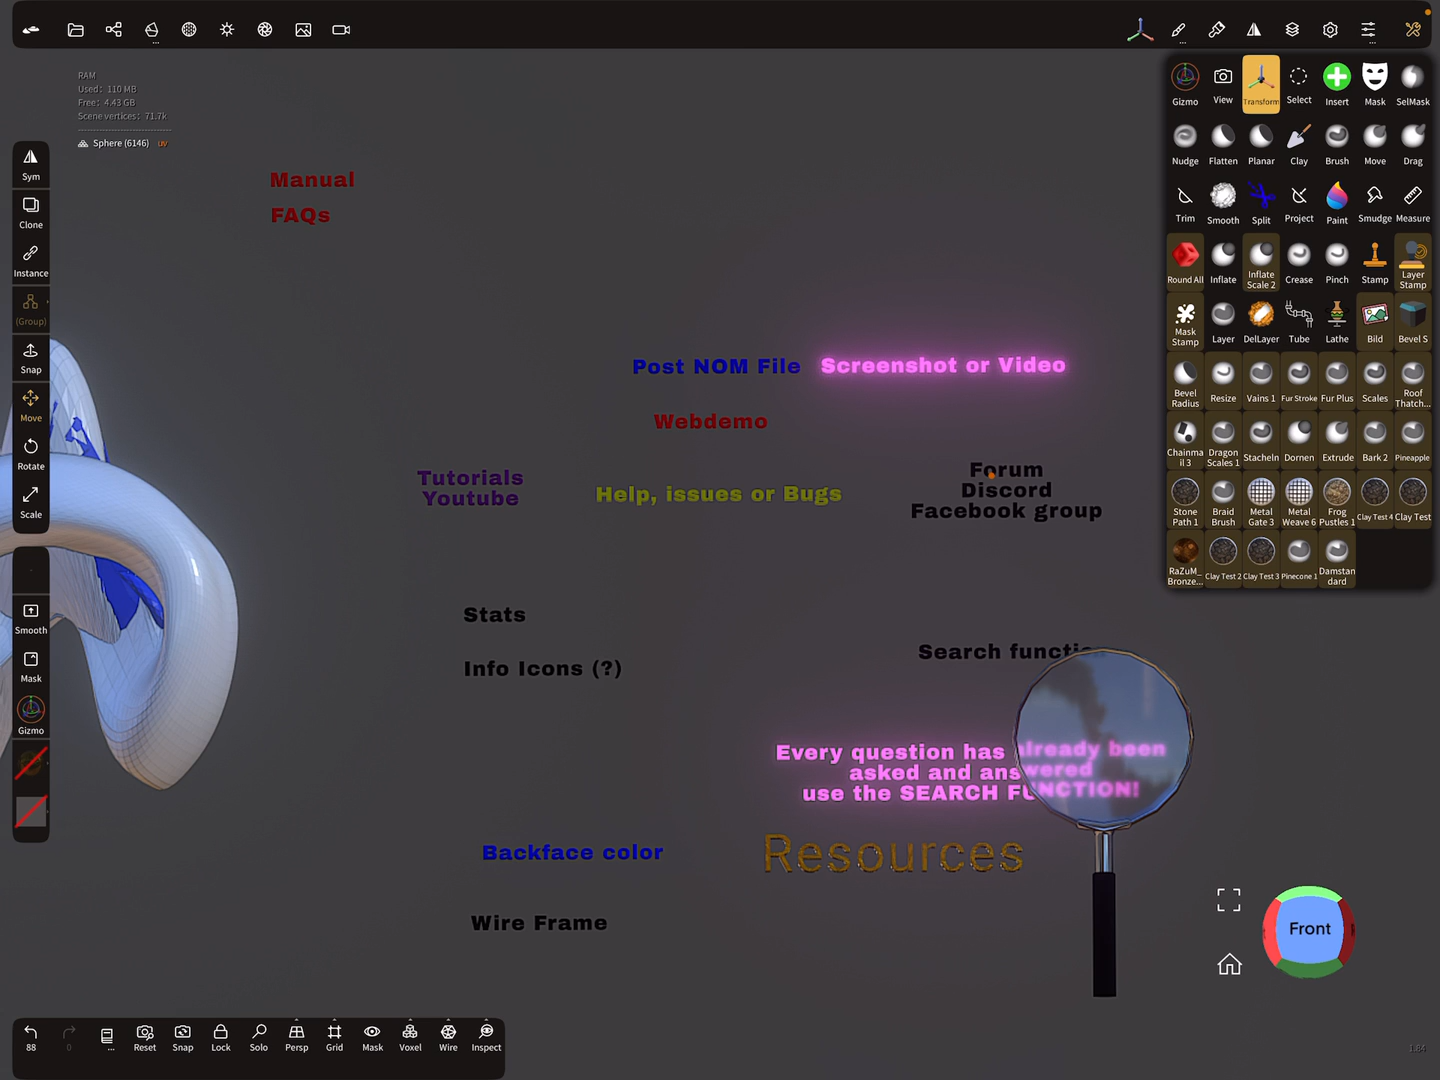 RAM
Used: 110 MB
Free: 4.43 GB
Scene vertices: 71.7k
Sphere (6146) UV
Sym
Clone
Instance
(Group)
Snap
Move
Rotate
Scale
Smooth
Mask
Gizmo
Manual
FAQs
Post NOM File Screenshot or Video
Webdemo
Tutorials
Youtube
Help, issues or Bugs
Forum
Discord
Facebook group
Stats
Info Icons (?)
Search functio
Every question has already been
asked and answered
use the SEARCH FUNCTION!
Backface color
Resources
Wire Frame
Gizmo View Transform Select Insert Mask SelMask
Nudge Flatten Planar Clay Brush Move Drag
Trim Smooth Split Project Paint Smudge Measure
Round All Inflate Inflate Scale 2 Crease Pinch Stamp Layer Stamp
Mask Stamp Layer DelLayer Tube Lathe Bild Bevel S
Bevel Radius Resize Vains 1 Fur Stroke Fur Plus Scales Roof Thatch...
Chainmail 3 Dragon Scales 1 Stacheln Dornen Extrude Bark 2 Pineapple
Stone Path 1 Braid Brush Metal Gate 3 Metal Weave 6 Frog Pustles 1 Clay Test 4 Clay Test
RaZuM_Bronze... Clay Test 2 Clay Test 3 Pinecone 1 Damstandard
Front
88 0 ... Reset Snap Lock Solo Persp Grid Mask Voxel Wire Inspect
1.84